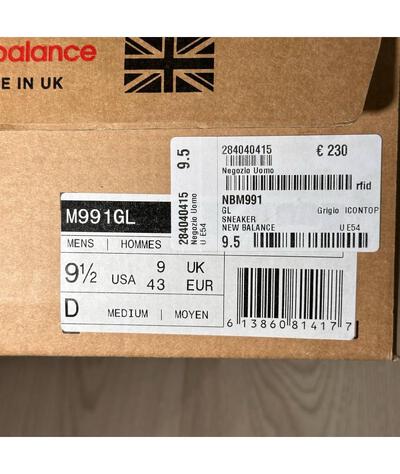 balance
E IN UK
284040415
€ 230
Negozio Uomo
rfid
NBM991
GL
Grigio ICONTOP
SNEAKER
NEW BALANCE
U E54
9.5
9.5
284040415
Negozio Uomo
U E54
M991GL
MENS | HOMMES
9½ USA 9 UK
43 EUR
D MEDIUM | MOYEN
6 13860 81417 7